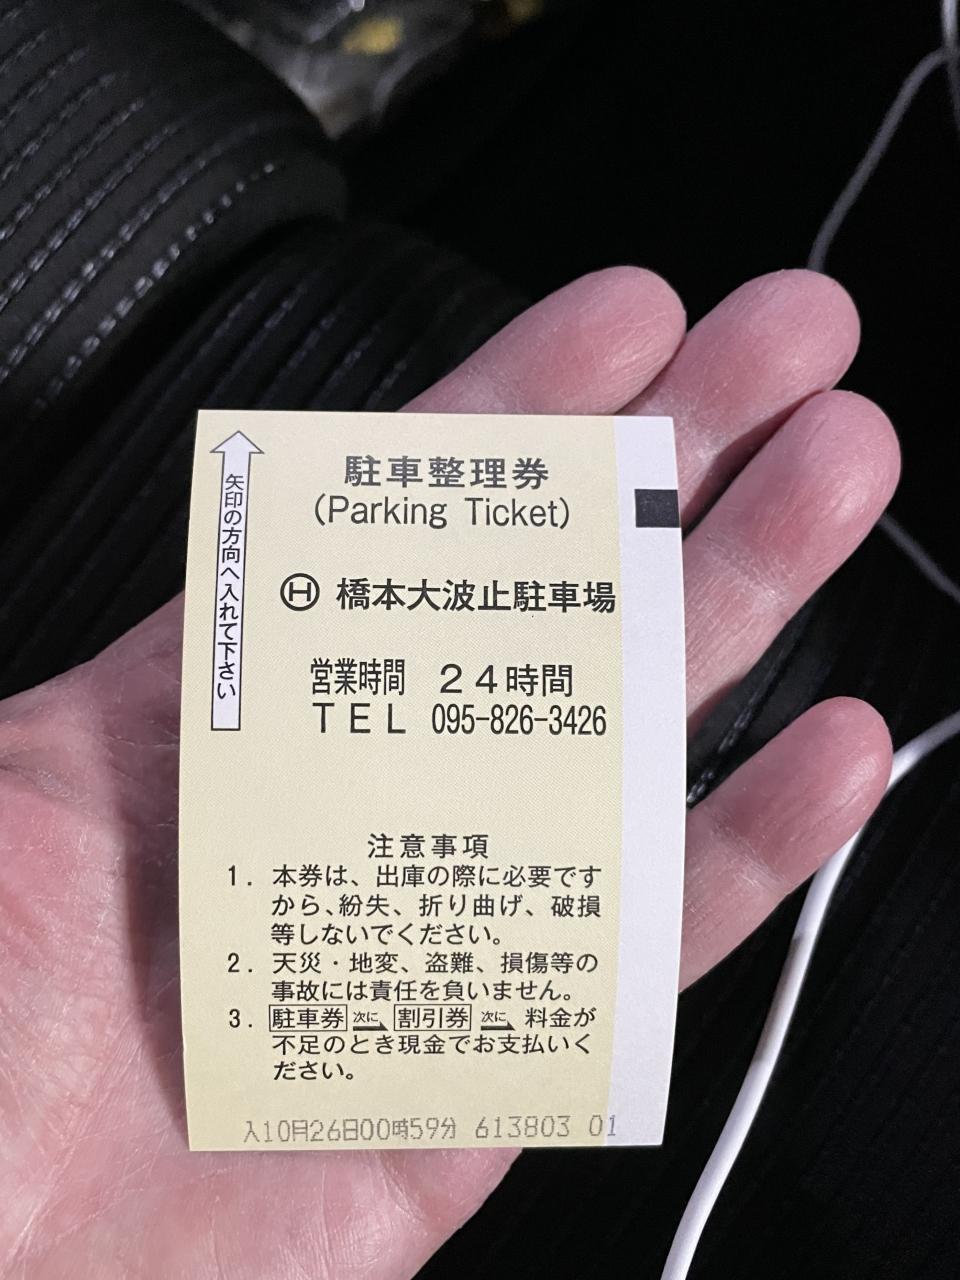 駐車整理券
(Parking Ticket)
矢印の方向へ入れて下さい
Ⓗ 橋本大波止駐車場
営業時間 24時間
TEL 095-826-3426
注意事項
1. 本券は、出庫の際に必要です
から、紛失、折り曲げ、破損
等しないでください。
2. 天災・地変、盗難、損傷等の
事故には責任を負いません。
3. 駐車券 次に 割引券 次に 料金が
不足のとき現金でお支払いく
ださい。
入10月26日00時59分 613803 01